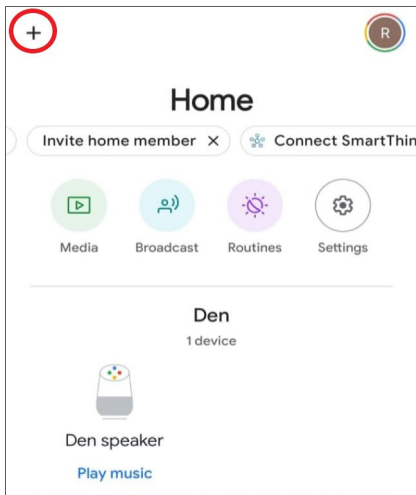 +
R
Home
Invite home member ×
Connect SmartThin
Media
Broadcast
Routines
Settings
Den
1 device
Den speaker
Play music